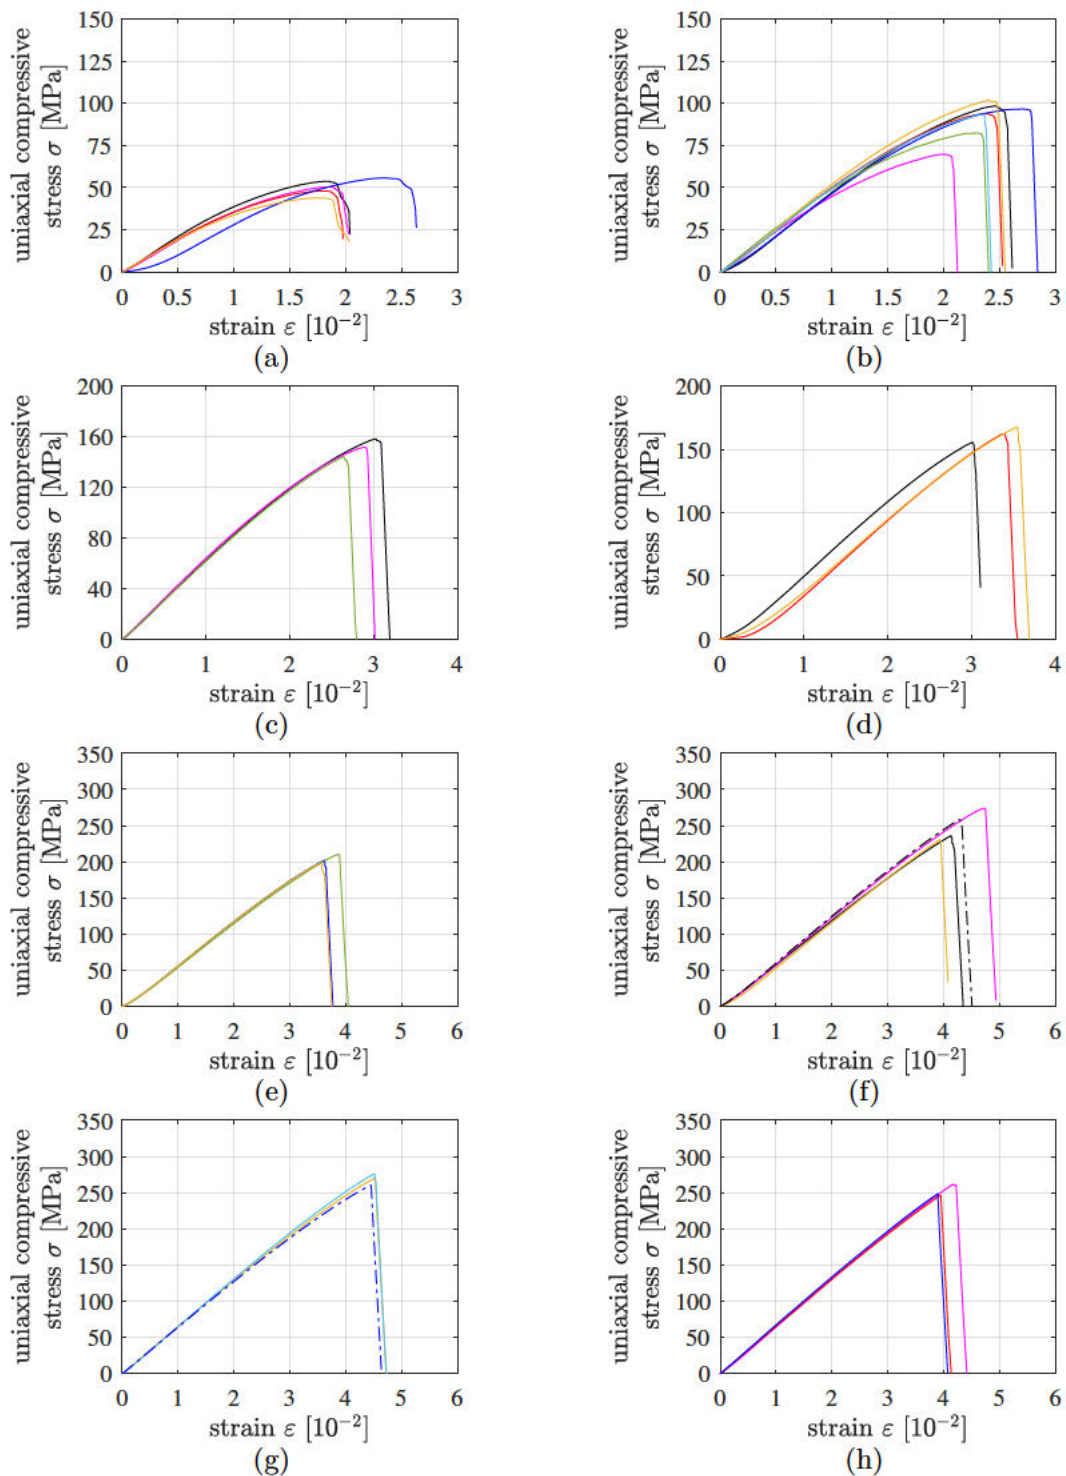 uniaxial compressive
stress σ [MPa]
150
125
100
75
50
25
0
0 0.5 1 1.5 2 2.5 3
strain ε [10⁻²]
(a)
uniaxial compressive
stress σ [MPa]
150
125
100
75
50
25
0
0 0.5 1 1.5 2 2.5 3
strain ε [10⁻²]
(b)
uniaxial compressive
stress σ [MPa]
200
160
120
80
40
0
0 1 2 3 4
strain ε [10⁻²]
(c)
uniaxial compressive
stress σ [MPa]
200
150
100
50
0
0 1 2 3 4
strain ε [10⁻²]
(d)
uniaxial compressive
stress σ [MPa]
350
300
250
200
150
100
50
0
0 1 2 3 4 5 6
strain ε [10⁻²]
(e)
uniaxial compressive
stress σ [MPa]
350
300
250
200
150
100
50
0
0 1 2 3 4 5 6
strain ε [10⁻²]
(f)
uniaxial compressive
stress σ [MPa]
350
300
250
200
150
100
50
0
0 1 2 3 4 5 6
strain ε [10⁻²]
(g)
uniaxial compressive
stress σ [MPa]
350
300
250
200
150
100
50
0
0 1 2 3 4 5 6
strain ε [10⁻²]
(h)